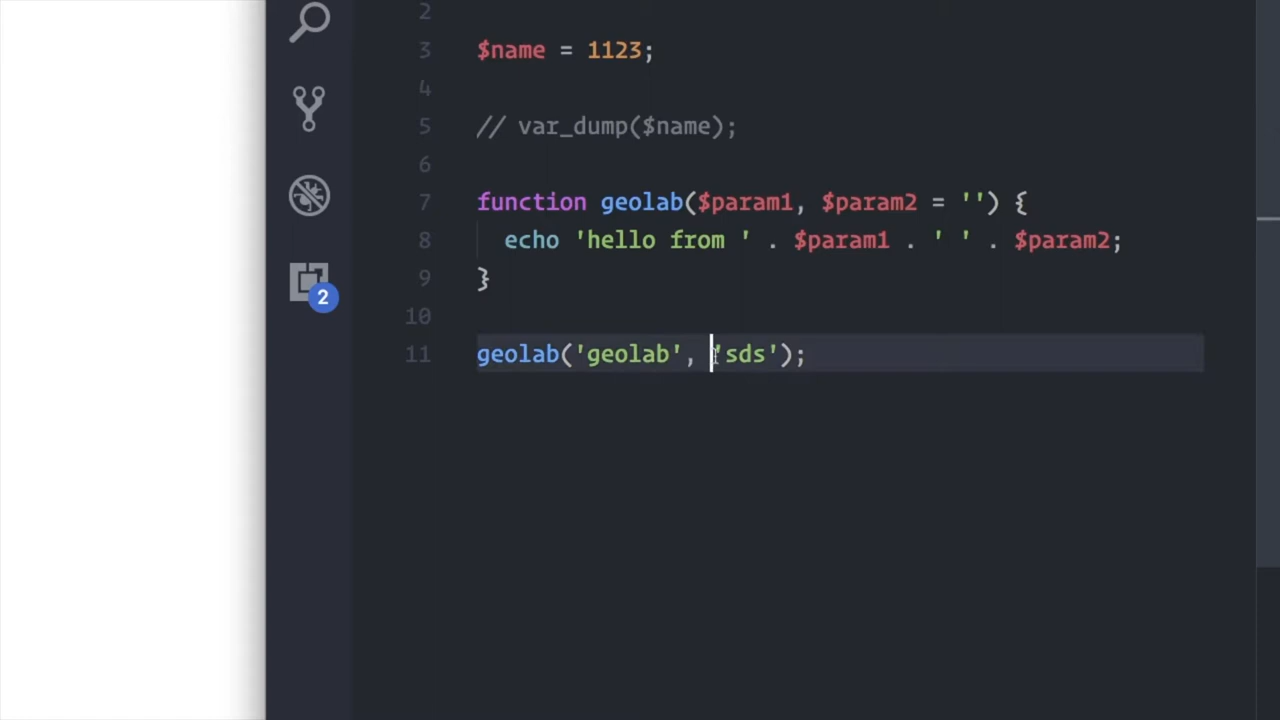 2
3 $name = 1123;
4
5 // var_dump($name);
6
7 function geolab($param1, $param2 = '') {
8 echo 'hello from ' . $param1 . ' ' . $param2;
9 }
10
11 geolab('geolab', 'sds');
2